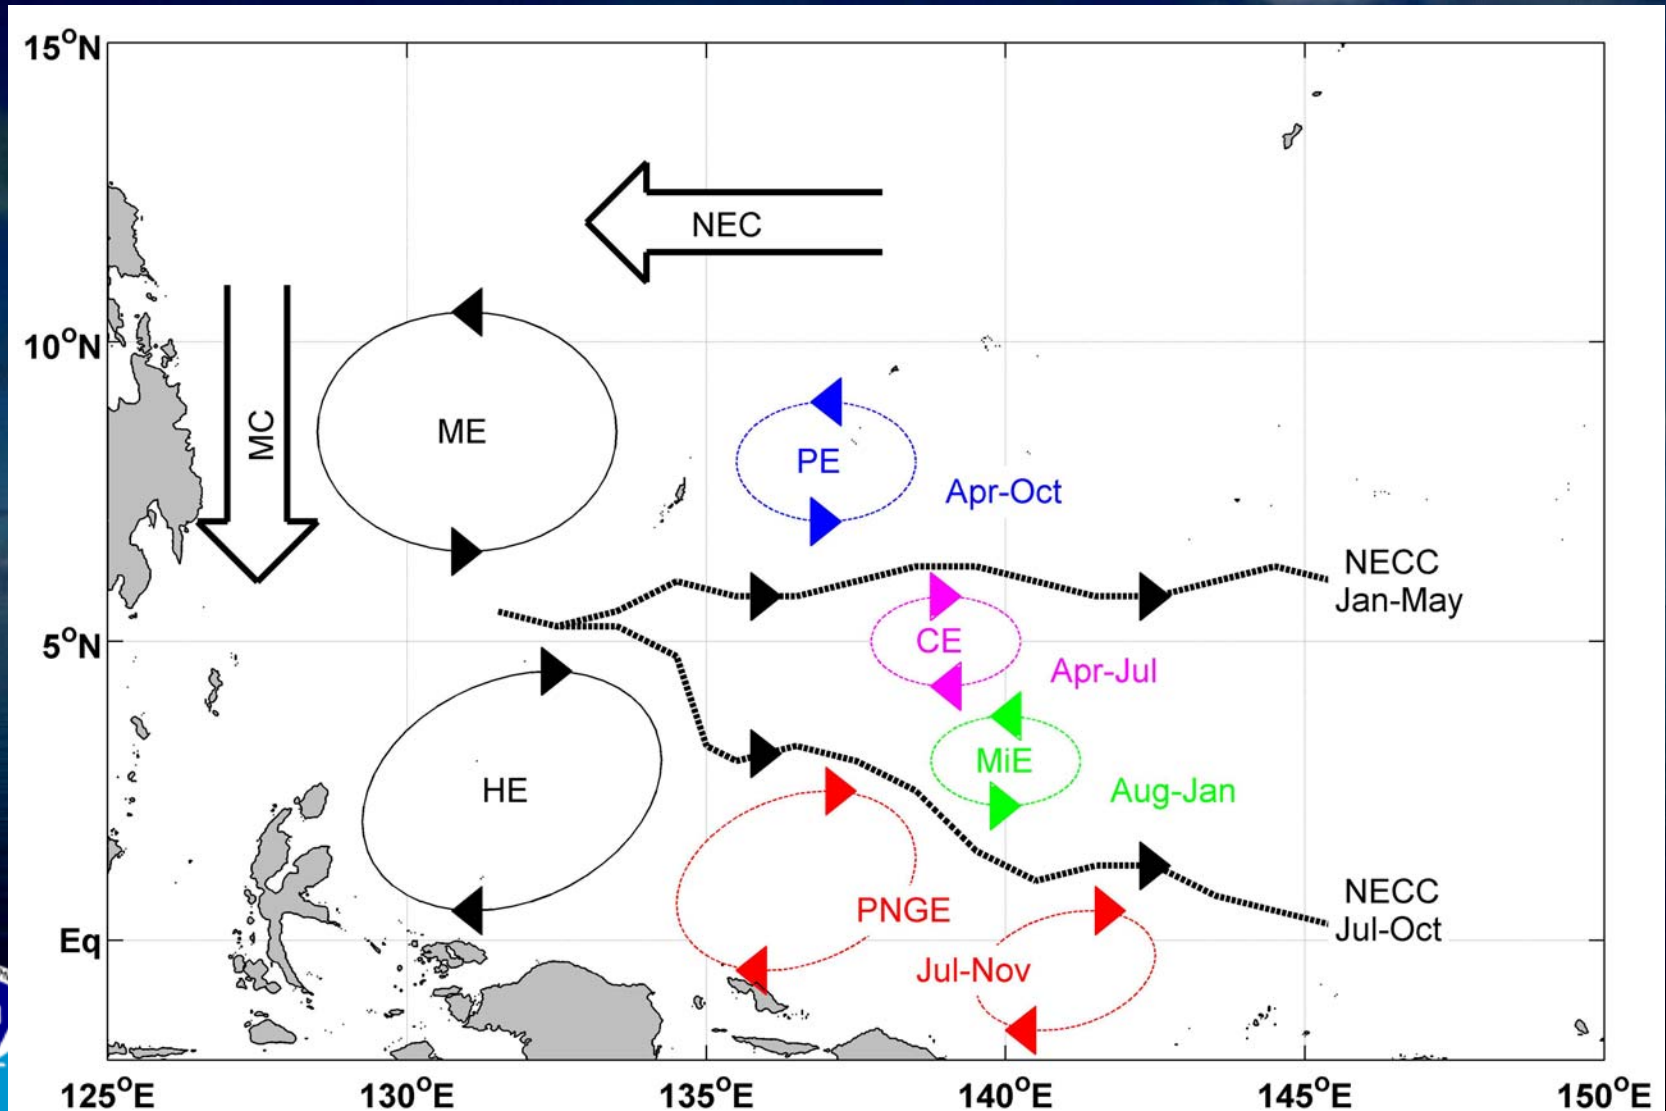 15°N
NEC
10°N
MC
ME
PE
Apr-Oct
NECC
Jan-May
5°N
CE
Apr-Jul
MiE
Aug-Jan
HE
PNGE
NECC
Jul-Oct
Eq
Jul-Nov
125°E
130°E
135°E
140°E
145°E
150°E